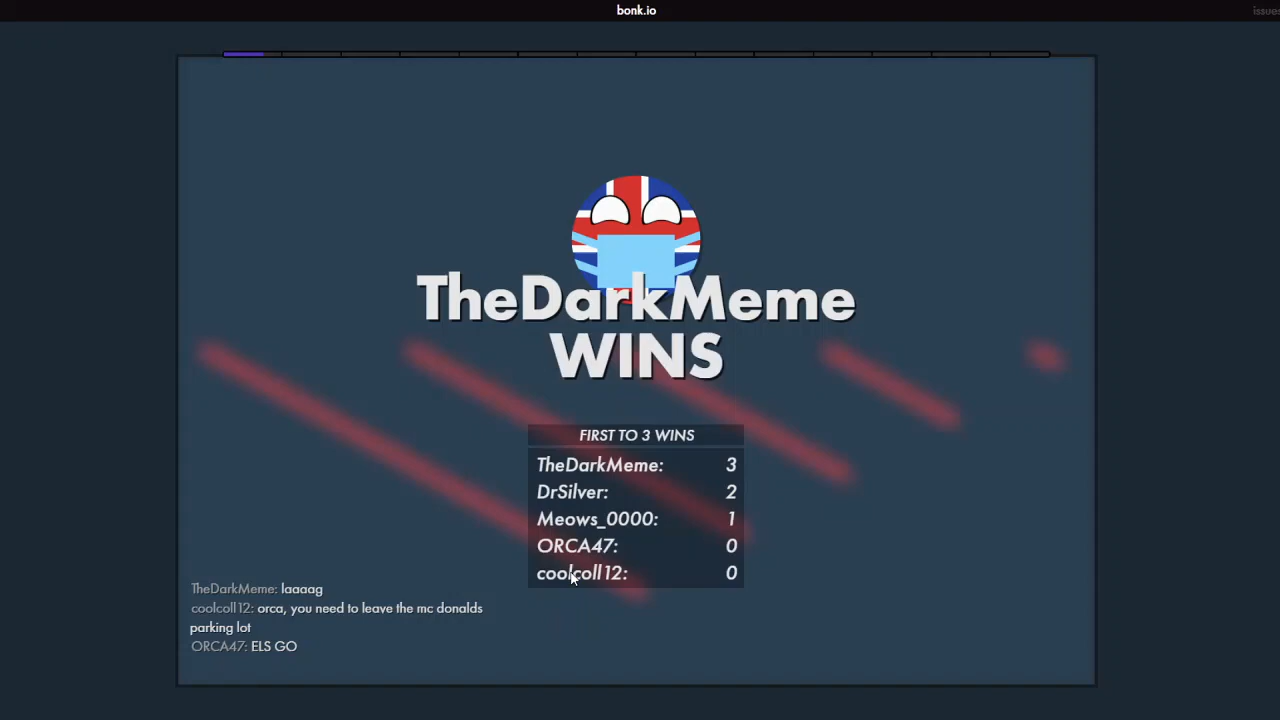 bonk.io
issues
TheDarkMeme
WINS
FIRST TO 3 WINS
TheDarkMeme: 3
DrSilver: 2
Meows_0000: 1
ORCA47: 0
coolcoll12: 0
TheDarkMeme: laaaag
coolcoll12: orca, you need to leave the mc donalds
parking lot
ORCA47: ELS GO